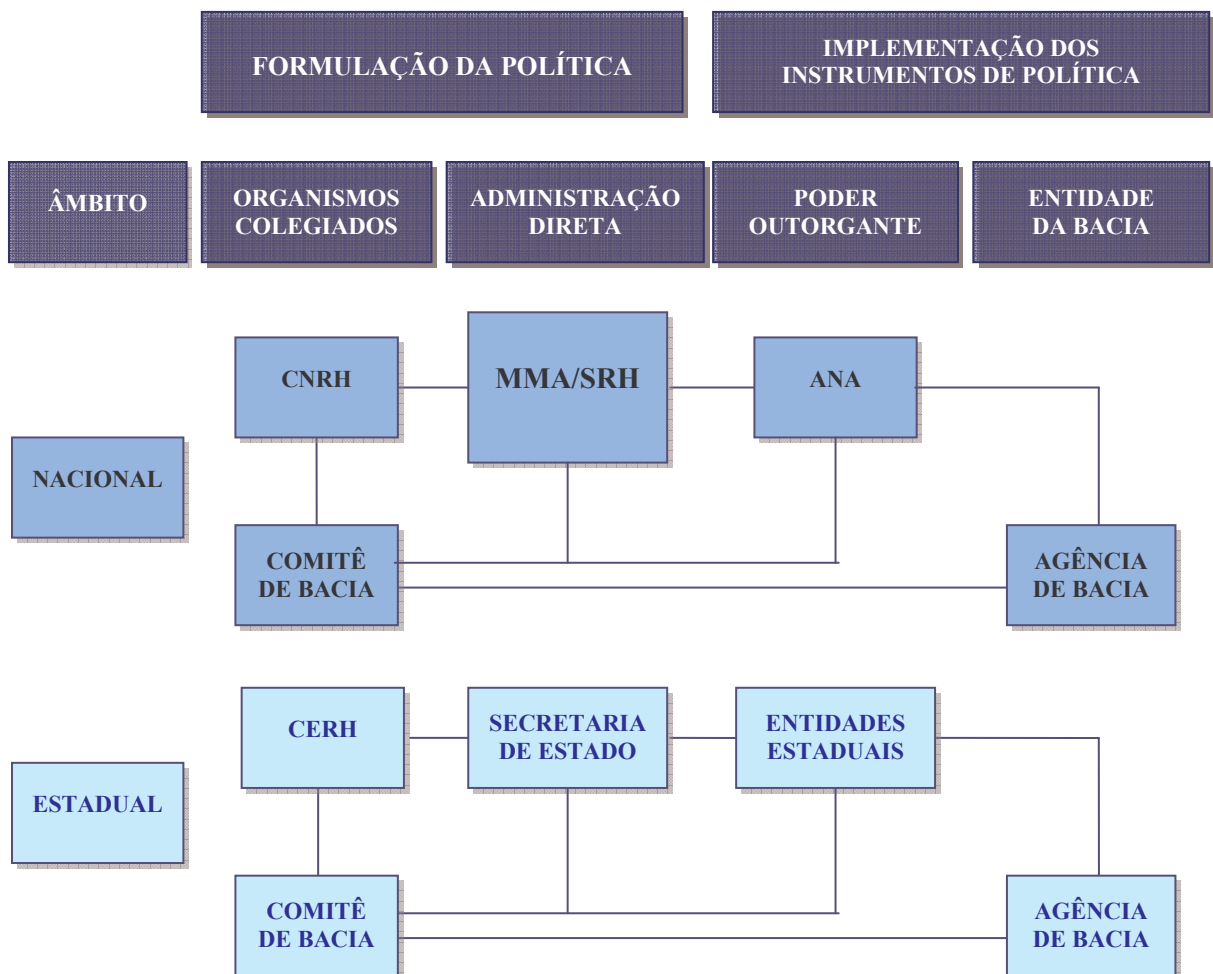 FORMULAÇÃO DA POLÍTICA
IMPLEMENTAÇÃO DOS
INSTRUMENTOS DE POLÍTICA
ÂMBITO
ORGANISMOS
COLEGIADOS
ADMINISTRAÇÃO
DIRETA
PODER
OUTORGANTE
ENTIDADE
DA BACIA
CNRH
MMA/SRH
ANA
NACIONAL
COMITÊ
DE BACIA
AGÊNCIA
DE BACIA
CERH
SECRETARIA
DE ESTADO
ENTIDADES
ESTADUAIS
ESTADUAL
COMITÊ
DE BACIA
AGÊNCIA
DE BACIA